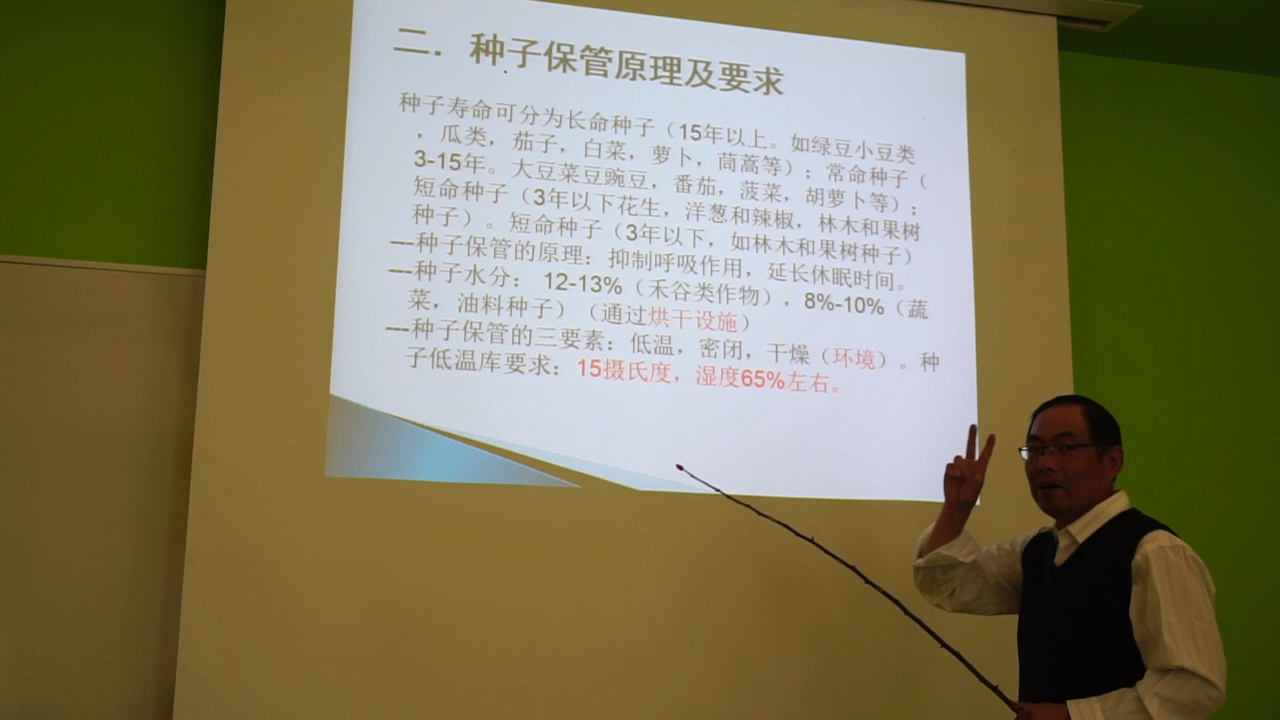 二．种子保管原理及要求
种子寿命可分为长命种子（15年以上。如绿豆小豆类
，瓜类，茄子，白菜，萝卜，茼蒿等）；常命种子（
3-15年。大豆菜豆豌豆，番茄，菠菜，胡萝卜等）；
短命种子（3年以下花生，洋葱和辣椒，林木和果树
种子）。短命种子（3年以下，如林木和果树种子）
---种子保管的原理：抑制呼吸作用，延长休眠时间。
---种子水分： 12-13%（禾谷类作物），8%-10%（蔬
菜，油料种子）（通过烘干设施）
---种子保管的三要素：低温，密闭，干燥（环境）。种
子低温库要求：15摄氏度，湿度65%左右。